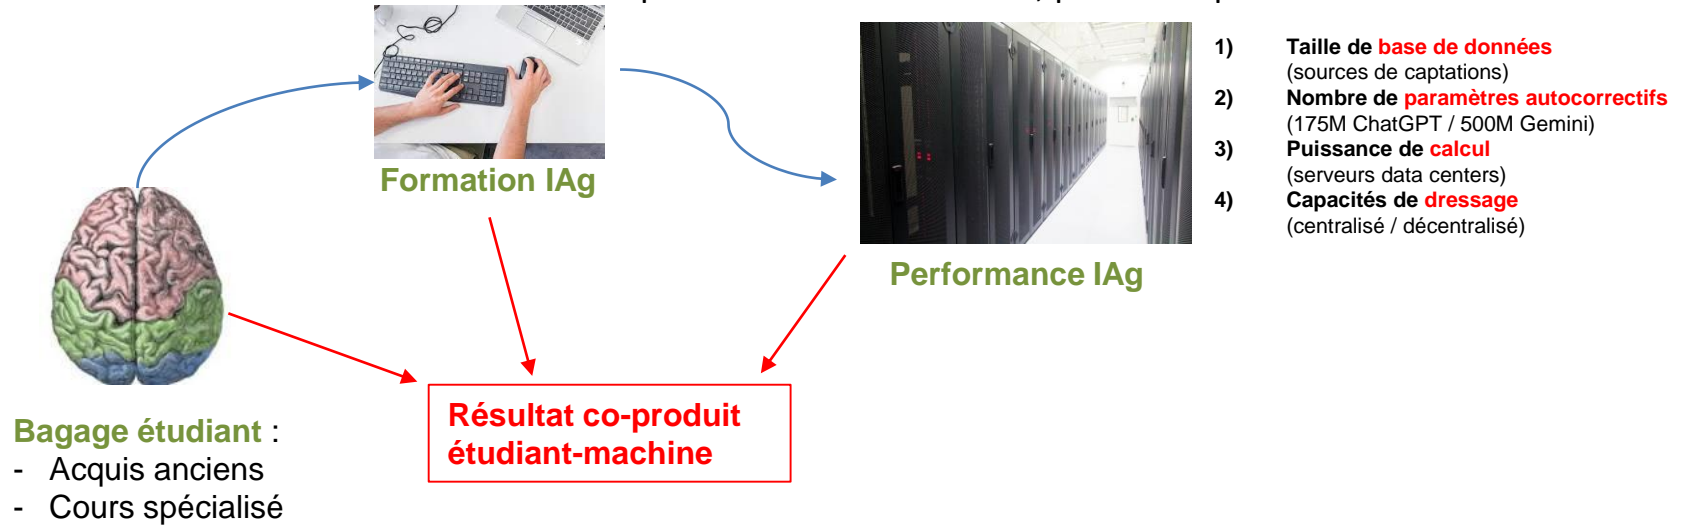 1) Taille de base de données
(sources de captations)
2) Nombre de paramètres autocorrectifs
(175M ChatGPT / 500M Gemini)
3) Puissance de calcul
(serveurs data centers)
4) Capacités de dressage
(centralisé / décentralisé)
Formation IAg
Performance IAg
Résultat co-produit
étudiant-machine
Bagage étudiant :
- Acquis anciens
- Cours spécialisé